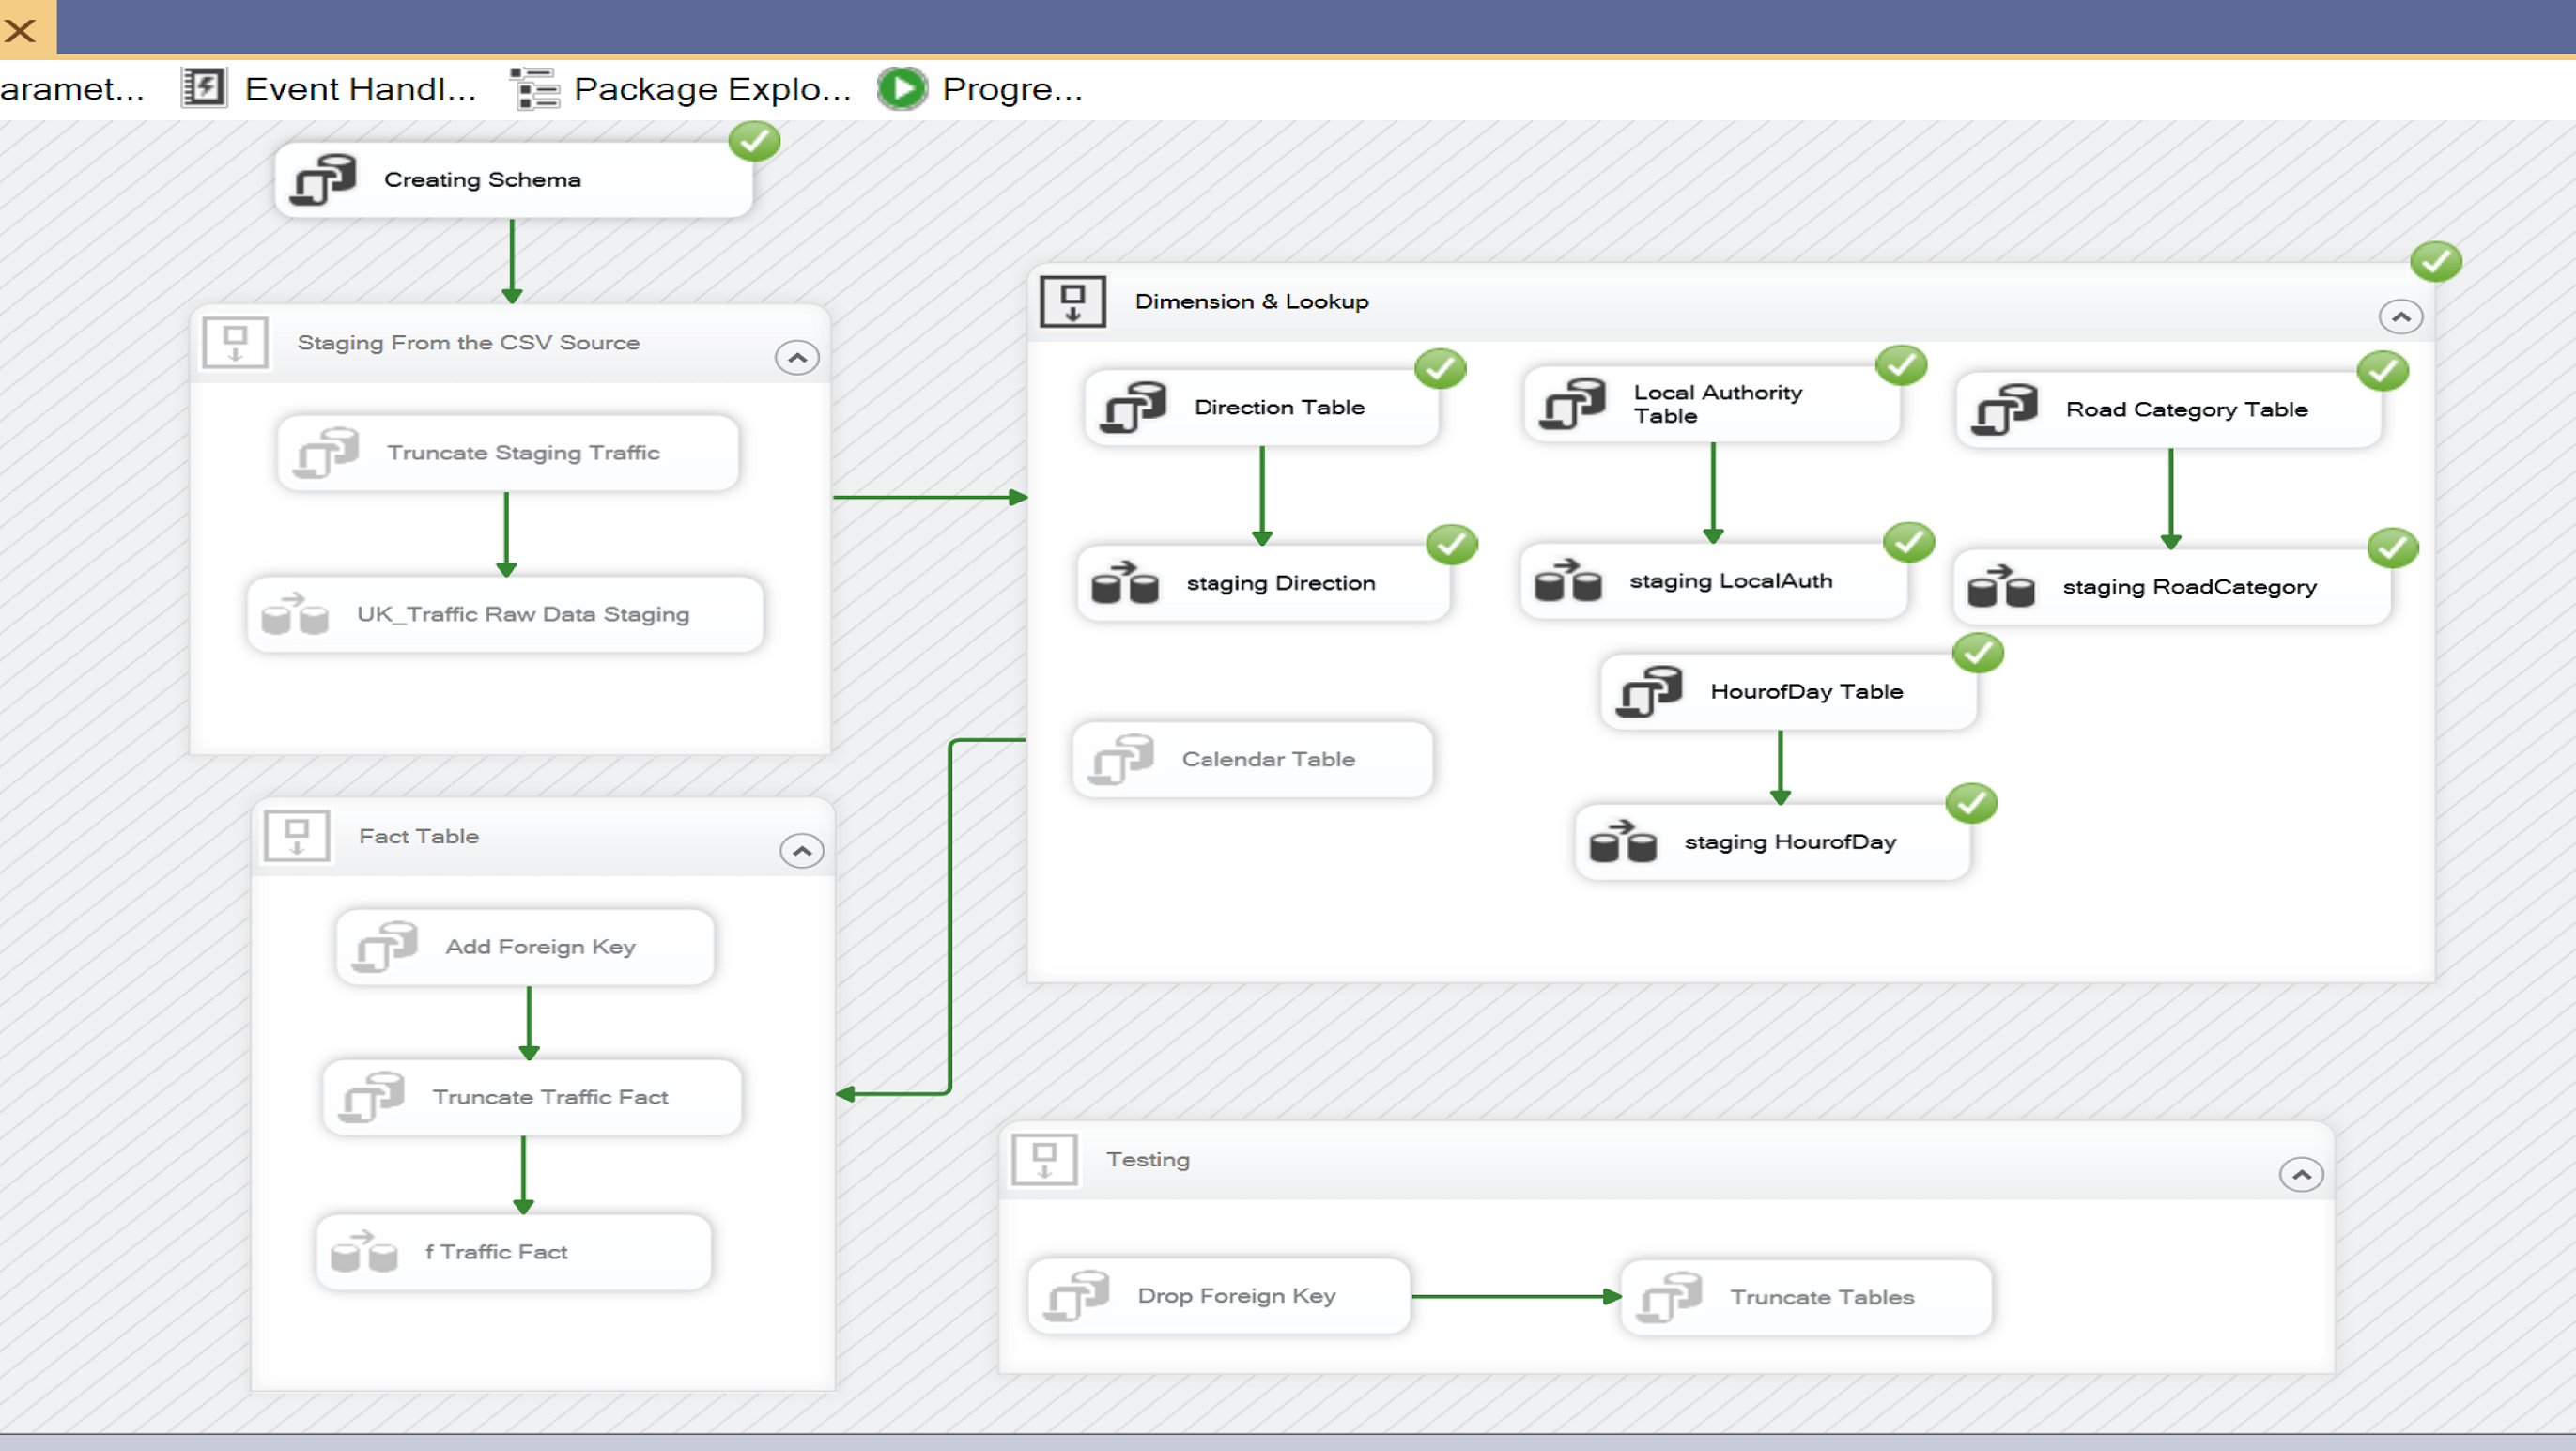 aramet...
Event Handl...
Package Explo...
Progre...
Creating Schema
Staging From the CSV Source
Truncate Staging Traffic
UK_Traffic Raw Data Staging
Dimension & Lookup
Direction Table
Local Authority
Table
Road Category Table
staging Direction
staging LocalAuth
staging RoadCategory
HourofDay Table
Calendar Table
staging HourofDay
Fact Table
Add Foreign Key
Truncate Traffic Fact
f Traffic Fact
Testing
Drop Foreign Key
Truncate Tables